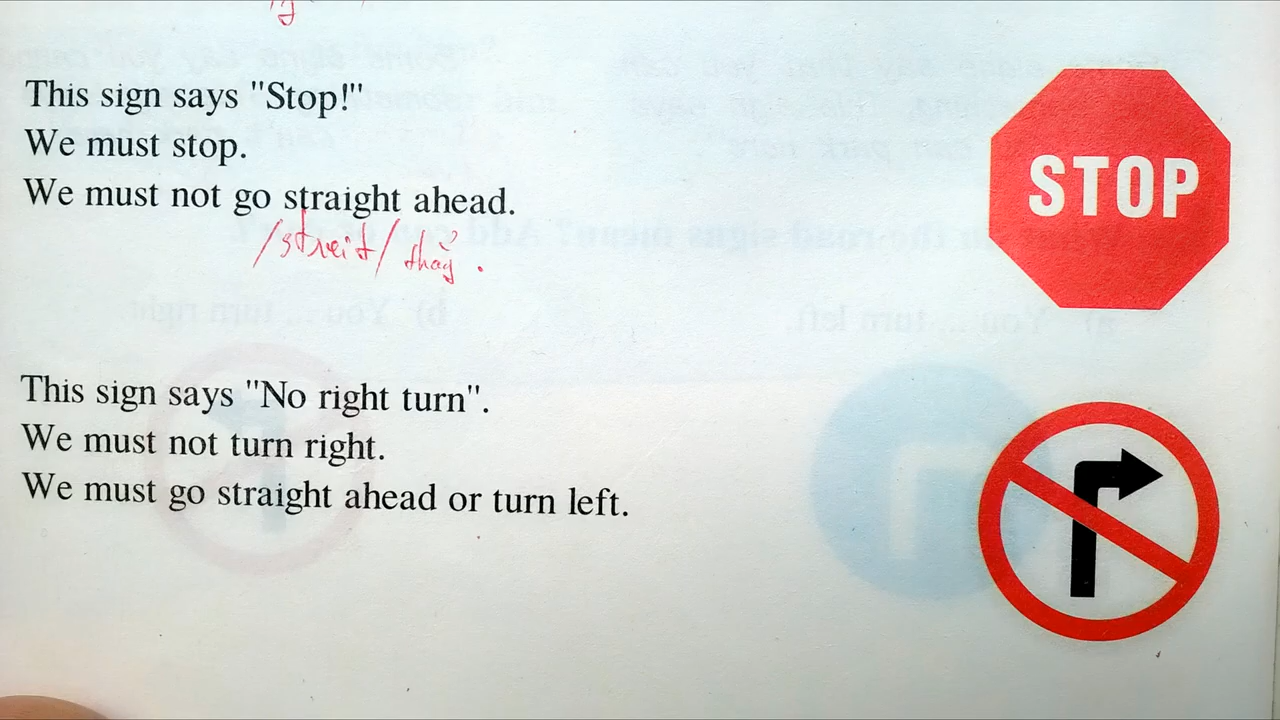 This sign says "Stop!"
We must stop.
We must not go straight ahead.
/streit/ thẳg.
STOP
This sign says "No right turn".
We must not turn right.
We must go straight ahead or turn left.